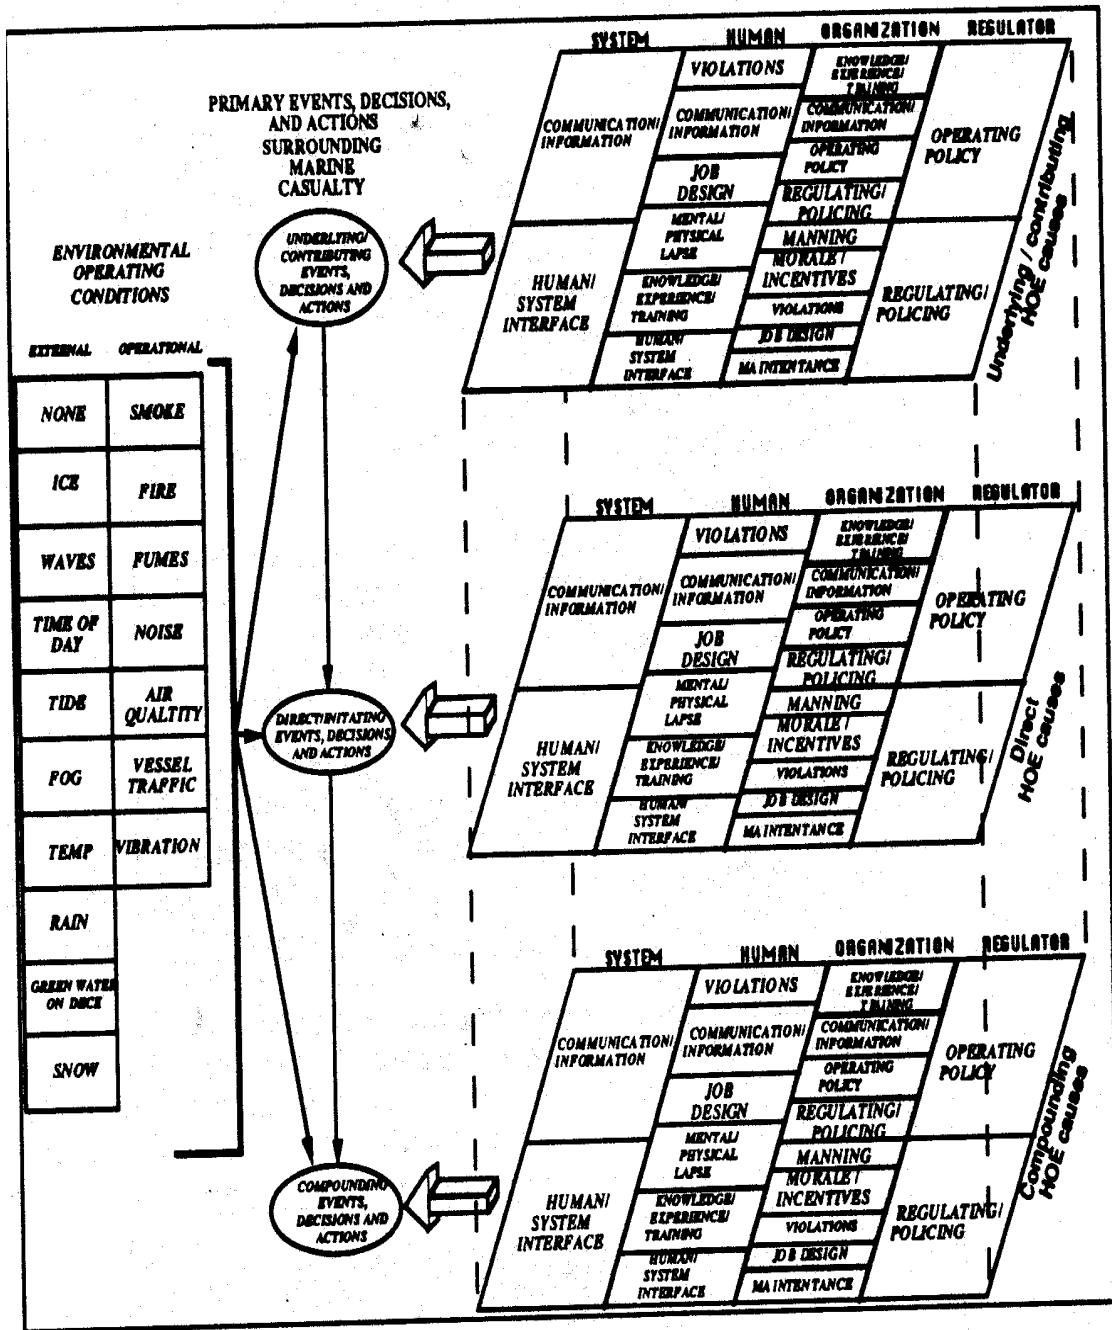 PRIMARY EVENTS, DECISIONS,
AND ACTIONS
SURROUNDING
MARINE
CASUALTY
ENVIRONMENTAL
OPERATING
CONDITIONS
EXTERNAL OPERATIONAL
NONE SMOKE
ICE FIRE
WAVES FUMES
TIME OF
DAY
NOISE
TIDE
AIR
QUALTITY
FOG
VESSEL
TRAFFIC
TEMP VIBRATION
RAIN
GREEN WATER
ON DECE
SNOW
UNDERLYING/
CONTRIBUTING
EVENTS,
DECISIONS AND
ACTIONS
DIRECT/INITATING
EVENTS, DECISIONS
AND ACTIONS
COMPOUNDING
EVENTS,
DECISIONS AND
ACTIONS
SYSTEM HUMAN ORGANIZATION REGULATOR
COMMUNICATION/
INFORMATION
HUMAN/
SYSTEM
INTERFACE
VIOLATIONS
COMMUNICATION/
INFORMATION
JOB
DESIGN
MENTAL/
PHYSICAL
LAPSE
KNOWLEDGE/
EXPERIENCE/
TRAINING
HUMAN/
SYSTEM
INTERFACE
KNOWLEDGE/
EXPERIENCE/
TRAINING
COMMUNICATION/
INFORMATION
OPERATING
POLICY
REGULATING/
POLICING
MANNING
MORALE/
INCENTIVES
VIOLATIONS
JOB DESIGN
MAINTENTANCE
OPERATING
POLICY
REGULATING/
POLICING
Underlying / contributing
HOE causes
SYSTEM HUMAN ORGANIZATION REGULATOR
COMMUNICATION/
INFORMATION
HUMAN/
SYSTEM
INTERFACE
VIOLATIONS
COMMUNICATION/
INFORMATION
JOB
DESIGN
MENTAL/
PHYSICAL
LAPSE
KNOWLEDGE/
EXPERIENCE/
TRAINING
HUMAN/
SYSTEM
INTERFACE
KNOWLEDGE/
EXPERIENCE/
TRAINING
COMMUNICATION/
INFORMATION
OPERATING
POLICY
REGULATING/
POLICING
MANNING
MORALE/
INCENTIVES
VIOLATIONS
JOB DESIGN
MAINTENTANCE
OPERATING
POLICY
REGULATING/
POLICING
Direct
HOE causes
SYSTEM HUMAN ORGANIZATION REGULATOR
COMMUNICATION/
INFORMATION
HUMAN/
SYSTEM
INTERFACE
VIOLATIONS
COMMUNICATION/
INFORMATION
JOB
DESIGN
MENTAL/
PHYSICAL
LAPSE
KNOWLEDGE/
EXPERIENCE/
TRAINING
HUMAN/
SYSTEM
INTERFACE
KNOWLEDGE/
EXPERIENCE/
TRAINING
COMMUNICATION/
INFORMATION
OPERATING
POLICY
REGULATING/
POLICING
MANNING
MORALE/
INCENTIVES
VIOLATIONS
JOB DESIGN
MAINTENTANCE
OPERATING
POLICY
REGULATING/
POLICING
Compounding
HOE causes